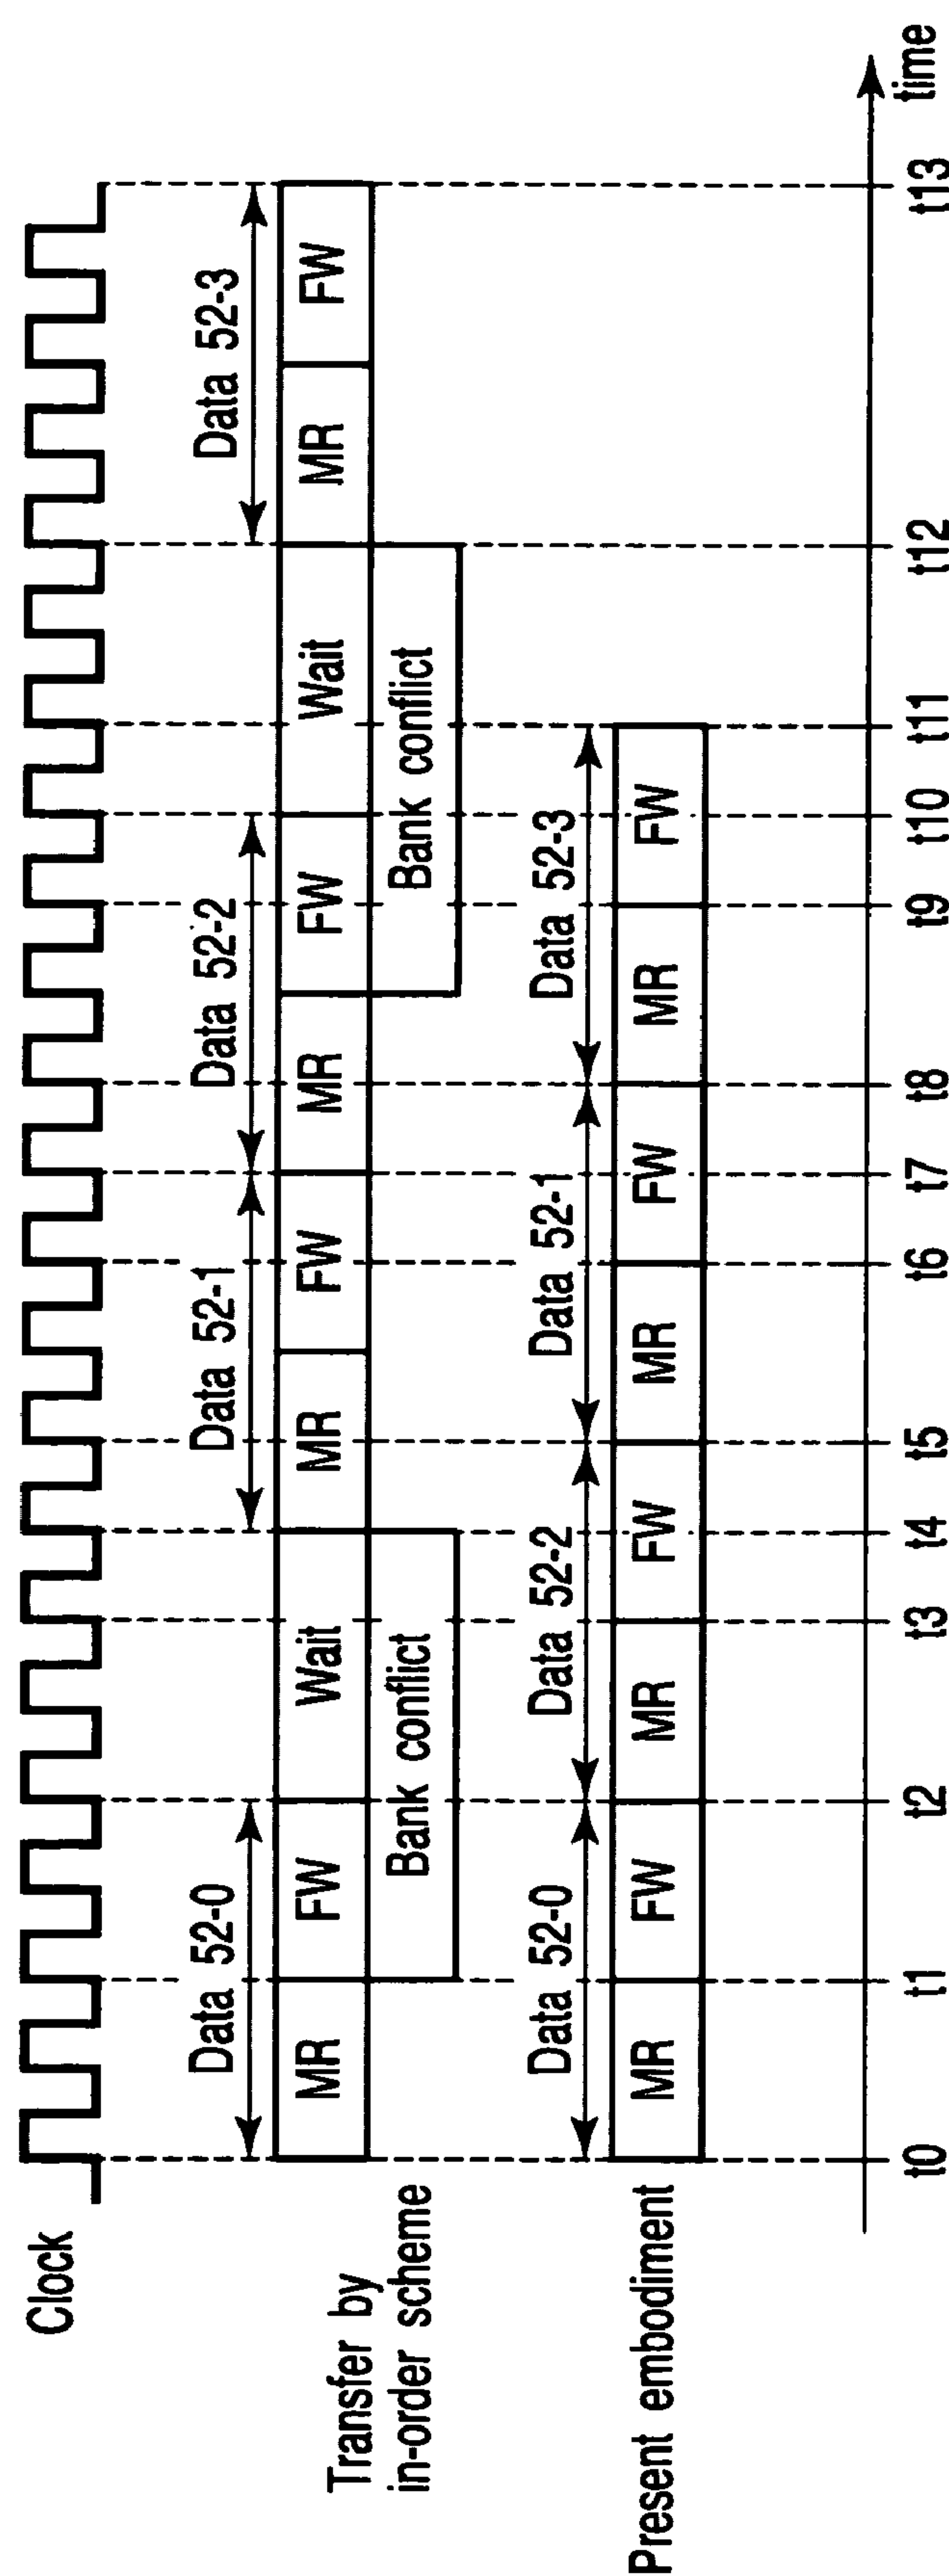 Clock
Data 52-0
Data 52-1
Data 52-2
Data 52-3
Transfer by
in-order scheme
MR
FW
Wait
MR
FW
MR
FW
Wait
MR
FW
Bank conflict
Bank conflict
Data 52-0
Data 52-2
Data 52-1
Data 52-3
Present embodiment
MR
FW
MR
FW
MR
FW
MR
FW
t0
t1
t2
t3
t4
t5
t6
t7
t8
t9
t10
t11
t12
t13
time